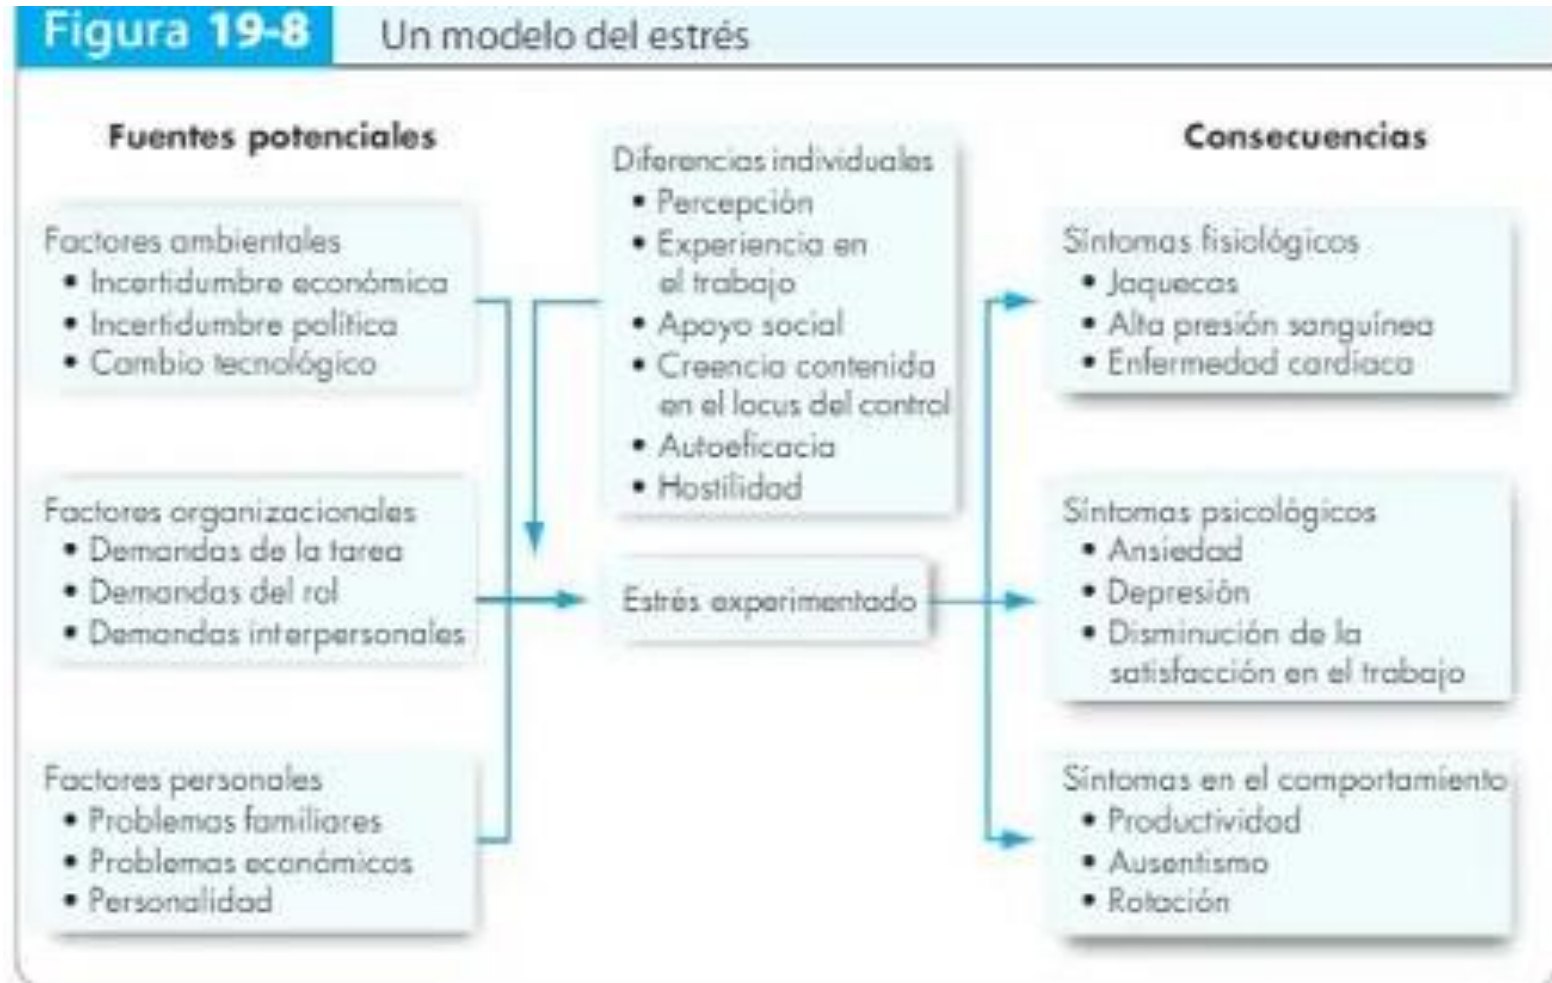 Figura 19-8
Un modelo del estrés
Fuentes potenciales
Factores ambientales
• Incertidumbre económica
• Incertidumbre política
• Cambio tecnológico
Factores organizacionales
• Demandas de la tarea
• Demandas del rol
• Demandas interpersonales
Factores personales
• Problemas familiares
• Problemas económicos
• Personalidad
Diferencias individuales
• Percepción
• Experiencia en
el trabajo
• Apoyo social
• Creencia contenida
en el locus del control
• Autoeficacia
• Hostilidad
Estrés experimentado
Consecuencias
Síntomas fisiológicos
• Jaquecas
• Alta presión sanguínea
• Enfermedad cardiaca
Síntomas psicológicos
• Ansiedad
• Depresión
• Disminución de la
satisfacción en el trabajo
Síntomas en el comportamiento
• Productividad
• Ausentismo
• Rotación